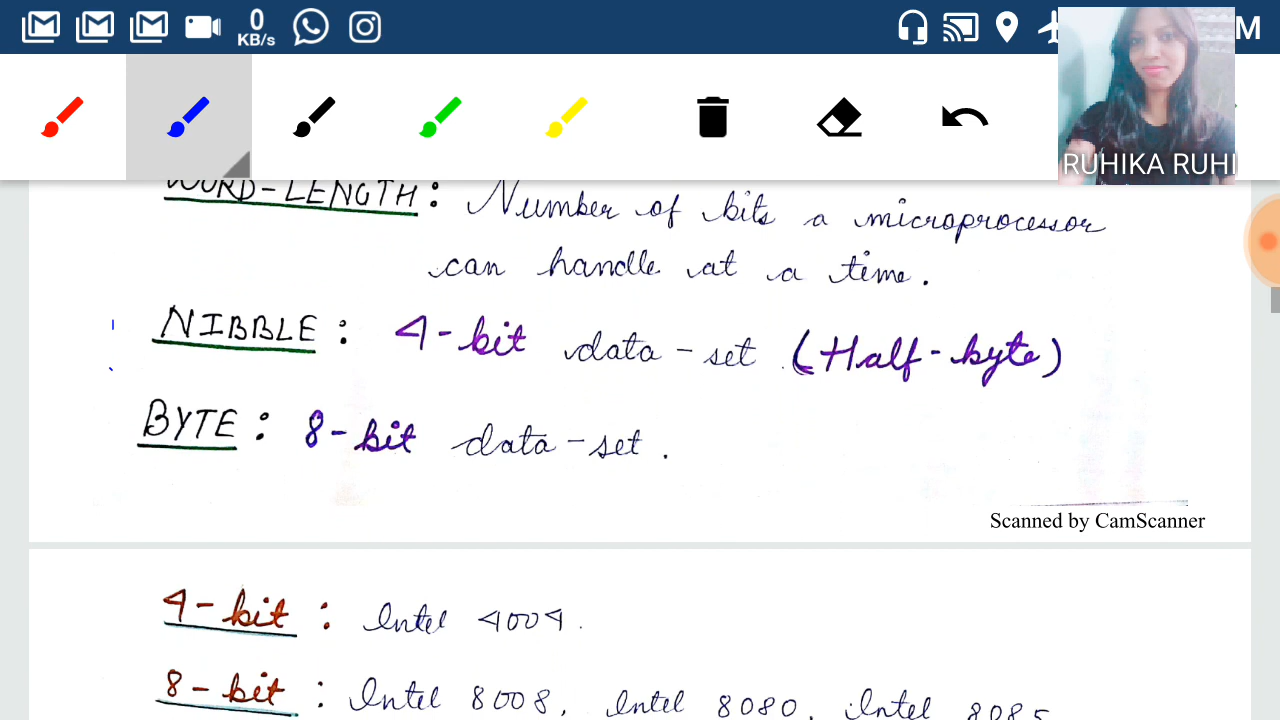 0
KB/s
M
RUHIKA RUHI
WORD-LENGTH: Number of bits a microprocessor
can handle at a time.
NIBBLE: 4-bit data-set (Half-byte)
BYTE: 8-bit data-set.
Scanned by CamScanner
4-bit: Intel 4004.
8-bit: Intel 8008, Intel 8080, Intel 8085